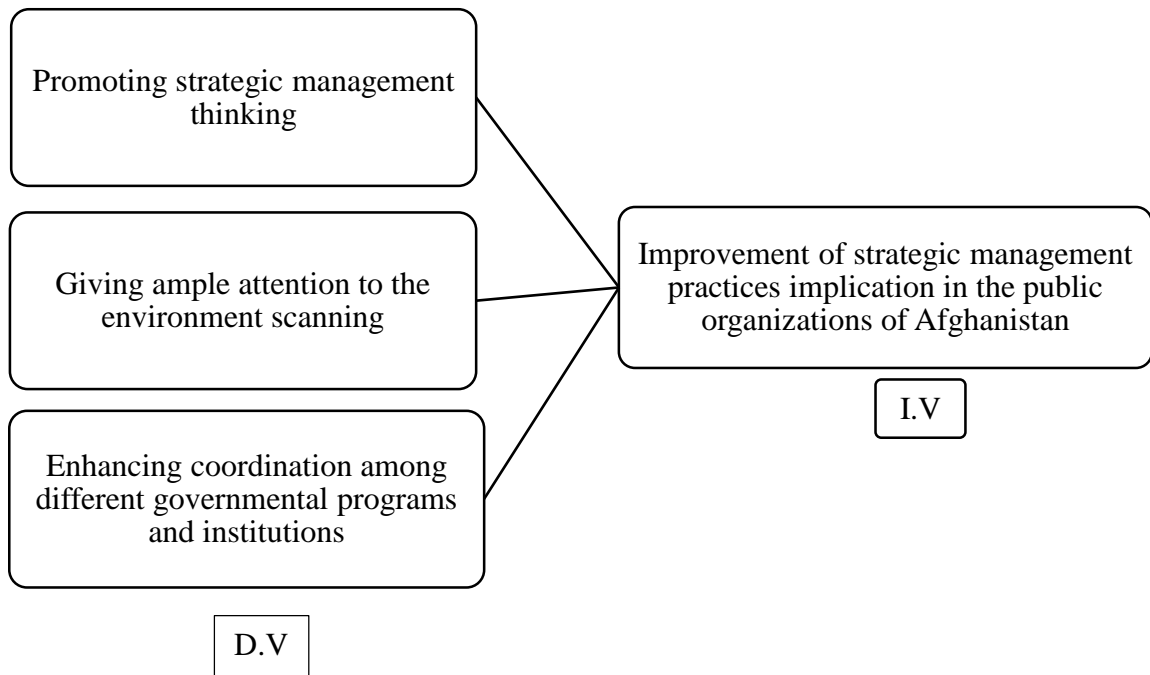 Promoting strategic management
thinking
Giving ample attention to the
environment scanning
Enhancing coordination among
different governmental programs
and institutions
D.V
Improvement of strategic management
practices implication in the public
organizations of Afghanistan
I.V